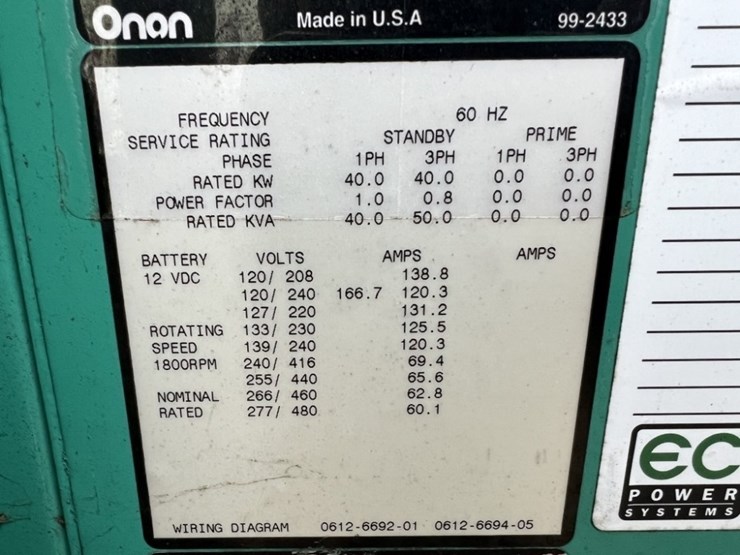 Onan Made in U.S.A 99-2433
FREQUENCY 60 HZ
SERVICE RATING STANDBY PRIME
PHASE 1PH 3PH 1PH 3PH
RATED KW 40.0 40.0 0.0 0.0
POWER FACTOR 1.0 0.8 0.0 0.0
RATED KVA 40.0 50.0 0.0 0.0
BATTERY VOLTS AMPS AMPS
12 VDC 120/ 208 138.8
120/ 240 166.7 120.3
127/ 220 131.2
ROTATING 133/ 230 125.5
SPEED 139/ 240 120.3
1800RPM 240/ 416 69.4
255/ 440 65.6
NOMINAL 266/ 460 62.8
RATED 277/ 480 60.1
WIRING DIAGRAM 0612-6692-01 0612-6694-05
EC
POWER
SYSTEMS